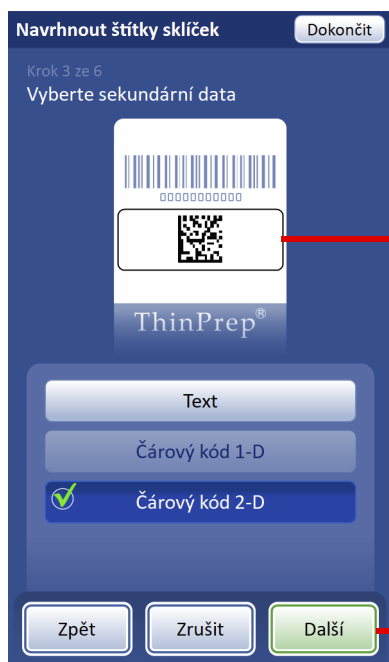 Navrhnout štítky sklíček
Dokončit
Krok 3 ze 6
Vyberte sekundární data
00000000000
ThinPrep®
Text
Čárový kód 1-D
Čárový kód 2-D
Zpět
Zrušit
Další